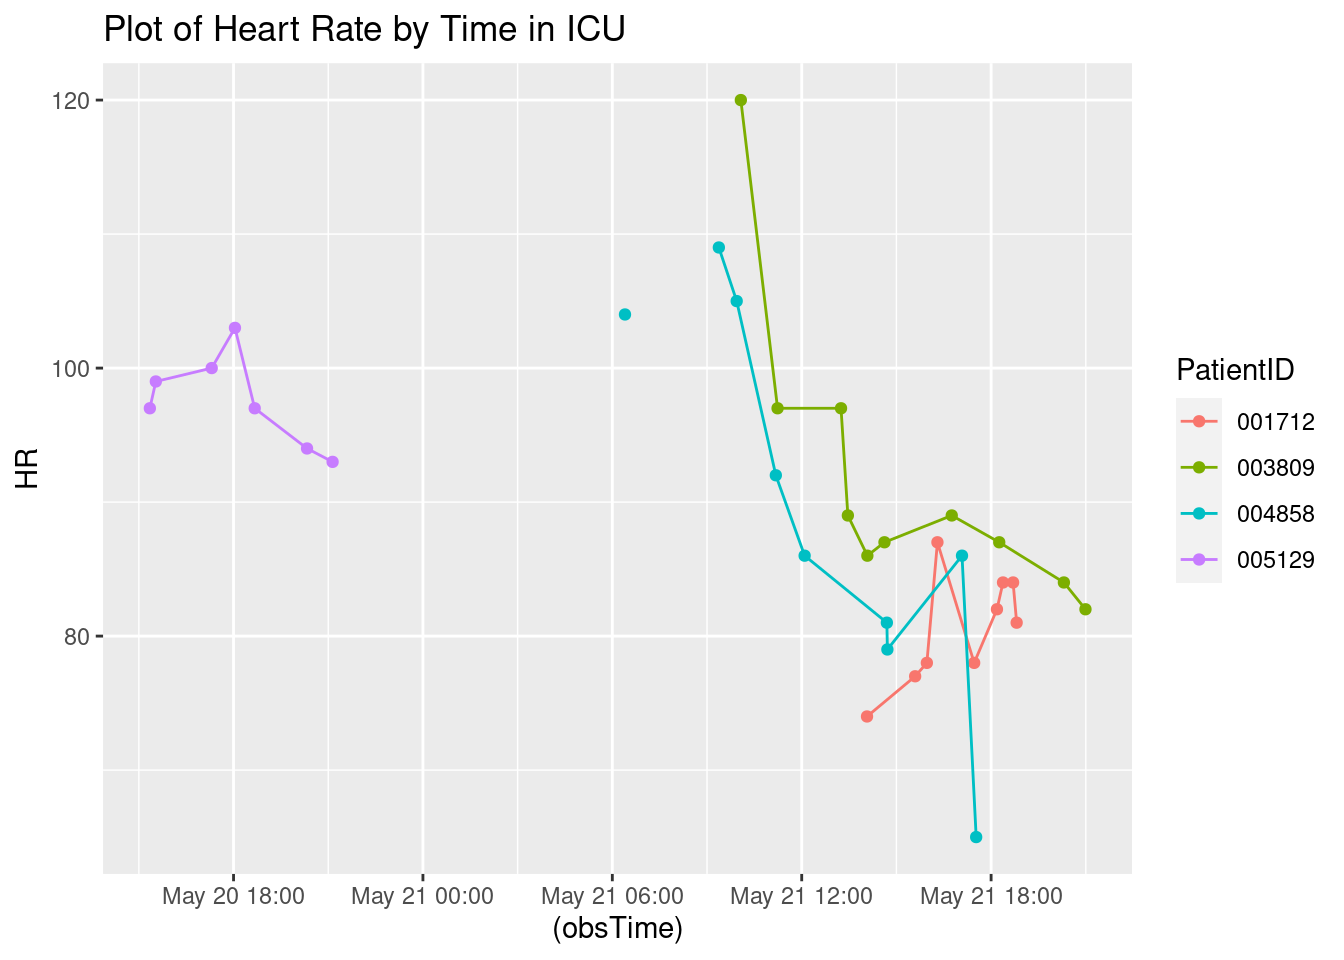 Plot of Heart Rate by Time in ICU
120
100
80
HR
May 20 18:00
May 21 00:00
May 21 06:00
May 21 12:00
May 21 18:00
(obsTime)
PatientID
001712
003809
004858
005129